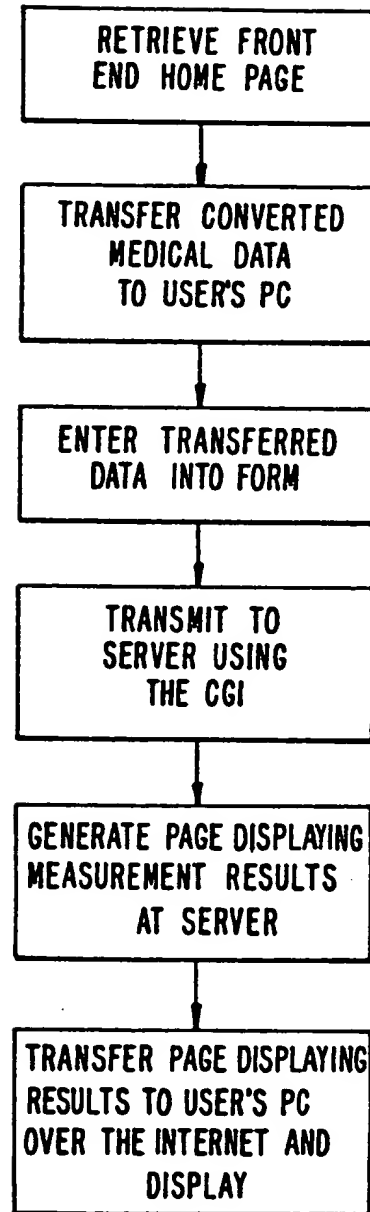 RETRIEVE FRONT
END HOME PAGE
TRANSFER CONVERTED
MEDICAL DATA
TO USER'S PC
ENTER TRANSFERRED
DATA INTO FORM
TRANSMIT TO
SERVER USING
THE CGI
GENERATE PAGE DISPLAYING
MEASUREMENT RESULTS
AT SERVER
TRANSFER PAGE DISPLAYING
RESULTS TO USER'S PC
OVER THE INTERNET AND
DISPLAY